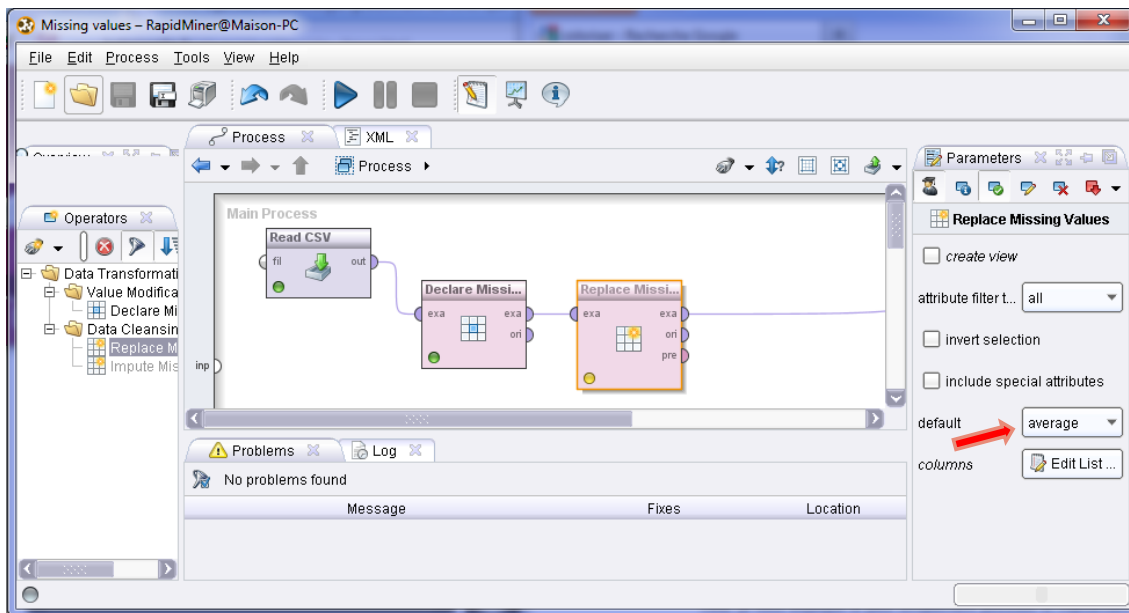 Missing values – RapidMiner@Maison-PC
File Edit Process Tools View Help
Process XML
Process
Operators
Data Transformati
Value Modifica
Declare Mi
Data Cleansin
Replace M
Impute Mis
Main Process
Read CSV
fil out
Declare Missi...
exa exa
ori
Replace Missi...
exa exa
ori
pre
inp
Problems Log
No problems found
Message Fixes Location
Parameters
Replace Missing Values
create view
attribute filter t... all
invert selection
include special attributes
default average
columns Edit List ...